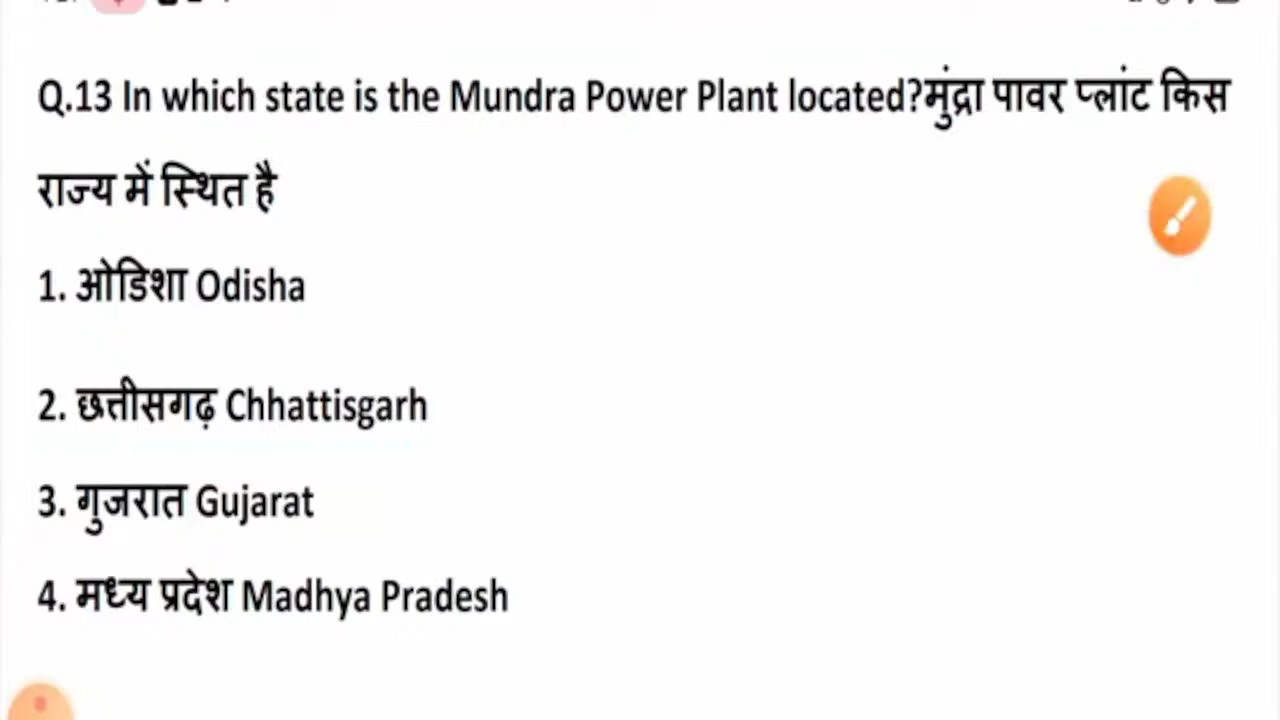 Q.13 In which state is the Mundra Power Plant located?मुंद्रा पावर प्लांट किस
राज्य में स्थित है
1. ओडिशा Odisha
2. छत्तीसगढ़ Chhattisgarh
3. गुजरात Gujarat
4. मध्य प्रदेश Madhya Pradesh